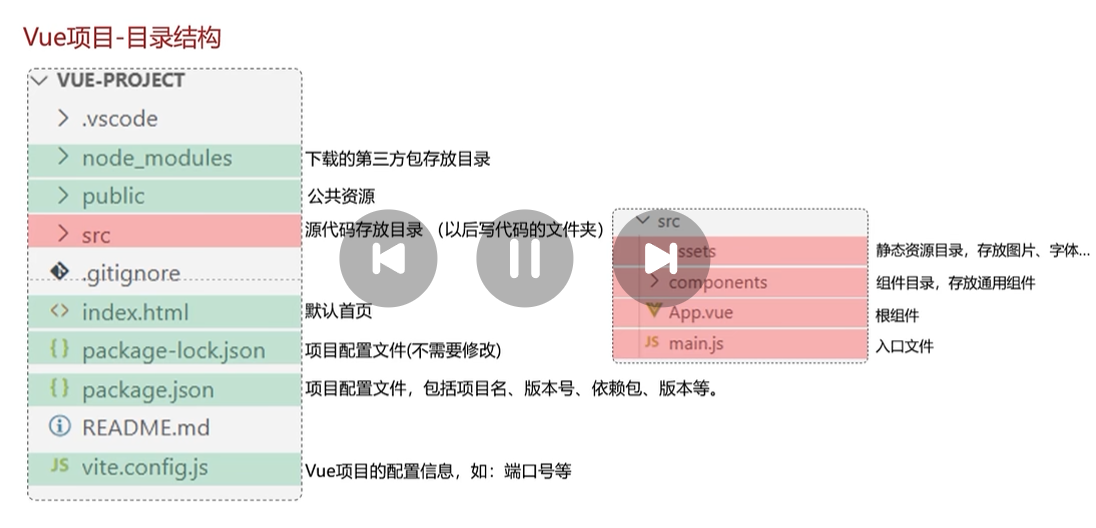 Vue项目-目录结构
VUE-PROJECT
.vscode
node_modules 下载的第三方包存放目录
public 公共资源
src 源代码存放目录 （以后写代码的文件夹）
.gitignore
index.html 默认首页
package-lock.json 项目配置文件(不需要修改)
package.json 项目配置文件，包括项目名、版本号、依赖包、版本等。
README.md
JS vite.config.js Vue项目的配置信息，如：端口号等
src
ssets 静态资源目录，存放图片、字体...
components 组件目录，存放通用组件
App.vue 根组件
JS main.js 入口文件